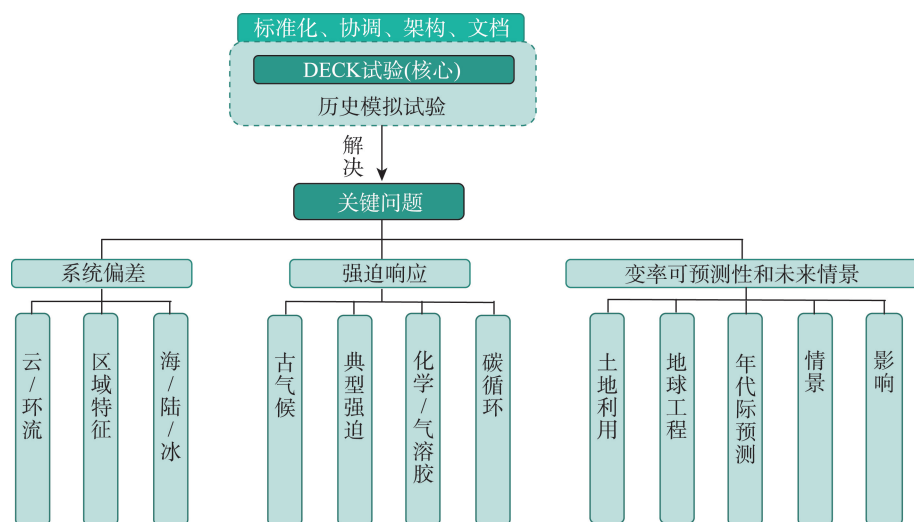 标准化、协调、架构、文档
DECK试验(核心)
历史模拟试验
解决
关键问题
系统偏差
强迫响应
变率可预测性和未来情景
云/环流
区域特征
海/陆/冰
古气候
典型强迫
化学/气溶胶
碳循环
土地利用
地球工程
年代际预测
情景
影响